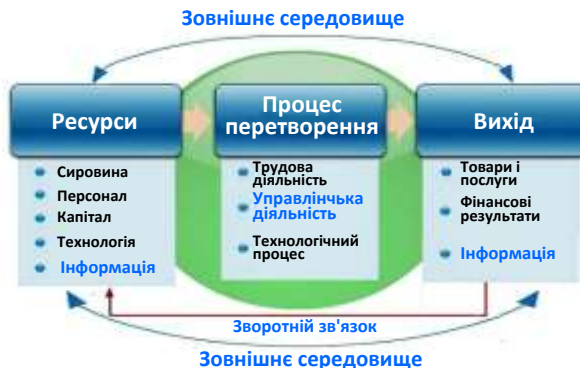 Зовнішнє середовище
Ресурси
Сировина
Персонал
Капітал
Технологія
Інформація
Процес
перетворення
Трудова
діяльність
Управлінчька
діяльність
Технологічний
процес
Вихід
Товари і
послуги
Фінансові
результати
Інформація
Зворотній зв'язок
Зовнішнє середовище